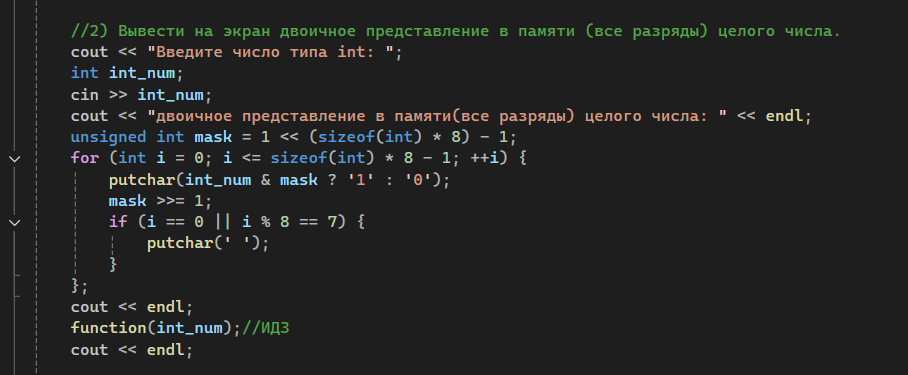 //2) Вывести на экран двоичное представление в памяти (все разряды) целого числа.
cout << "Введите число типа int: ";
int int_num;
cin >> int_num;
cout << "двоичное представление в памяти(все разряды) целого числа: " << endl;
unsigned int mask = 1 << (sizeof(int) * 8) - 1;
for (int i = 0; i <= sizeof(int) * 8 - 1; ++i) {
putchar(int_num & mask ? '1' : '0');
mask >>= 1;
if (i == 0 || i % 8 == 7) {
putchar(' ');
}
};
cout << endl;
function(int_num);//ИДЗ
cout << endl;